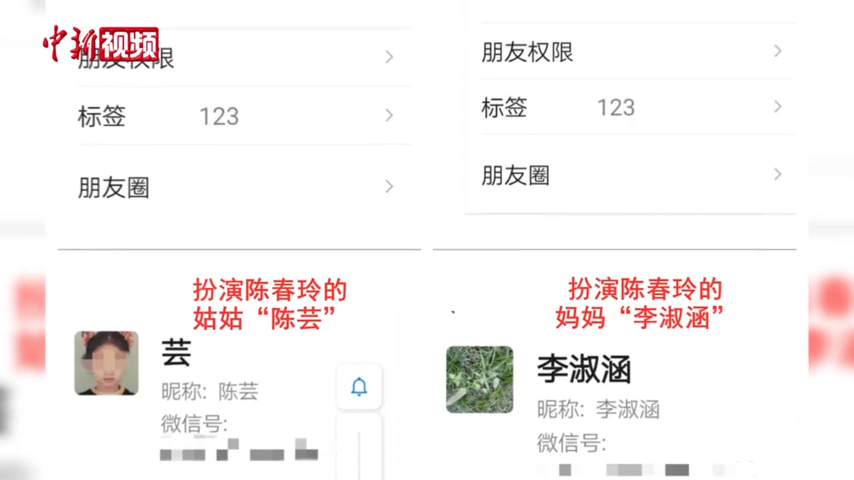 中新视频
朋友权限
标签 123
朋友圈
扮演陈春玲的
姑姑“陈芸”
芸
昵称: 陈芸
微信号:
朋友权限
标签 123
朋友圈
扮演陈春玲的
妈妈“李淑涵”
李淑涵
昵称: 李淑涵
微信号: